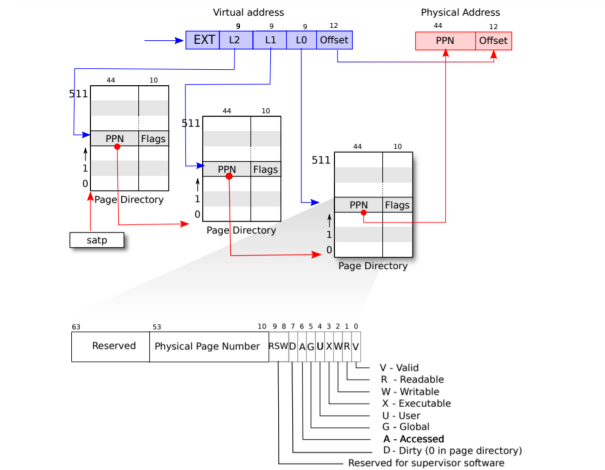 Virtual address
Physical Address
9 9 9 12
EXT L2 L1 L0 Offset
44 12
PPN Offset
44 10
511
PPN Flags
1
0
Page Directory
satp
44 10
511
PPN Flags
1
0
Page Directory
44 10
511
PPN Flags
1
0
Page Directory
63 53 10 9 8 7 6 5 4 3 2 1 0
Reserved Physical Page Number RSW D A G U X W R V
V - Valid
R - Readable
W - Writable
X - Executable
U - User
G - Global
A - Accessed
D - Dirty (0 in page directory)
Reserved for supervisor software